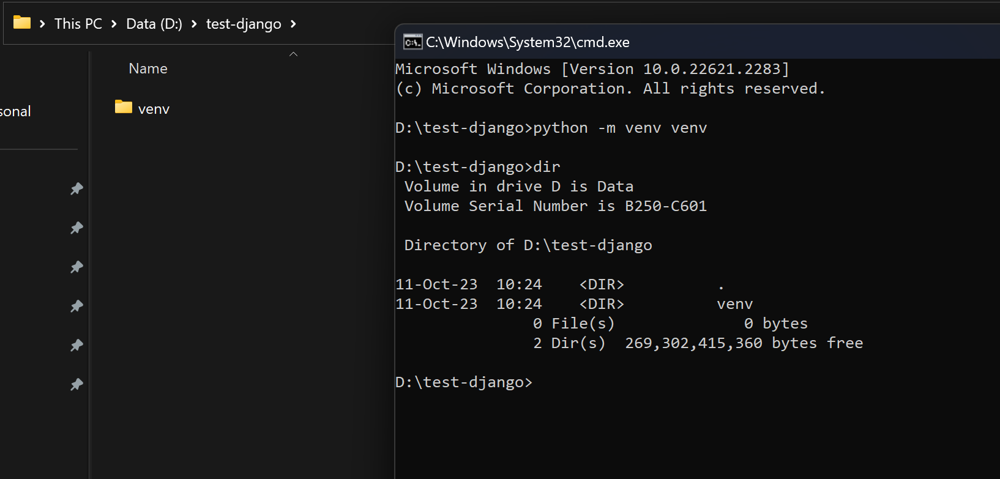 This PC > Data (D:) > test-django >
Name
venv
sonal
C:\Windows\System32\cmd.exe
Microsoft Windows [Version 10.0.22621.2283]
(c) Microsoft Corporation. All rights reserved.
D:\test-django>python -m venv venv
D:\test-django>dir
Volume in drive D is Data
Volume Serial Number is B250-C601
Directory of D:\test-django
11-Oct-23  10:24    <DIR>          .
11-Oct-23  10:24    <DIR>          venv
0 File(s)              0 bytes
2 Dir(s)  269,302,415,360 bytes free
D:\test-django>